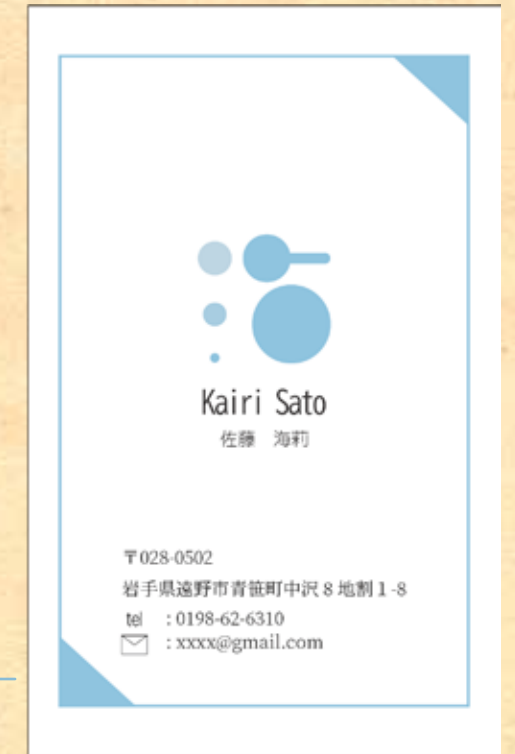 Kairi Sato
佐藤　海莉
〒028-0502
岩手県遠野市青笹町中沢 8 地割 1 -8
tel : 0198-62-6310
: xxxx@gmail.com